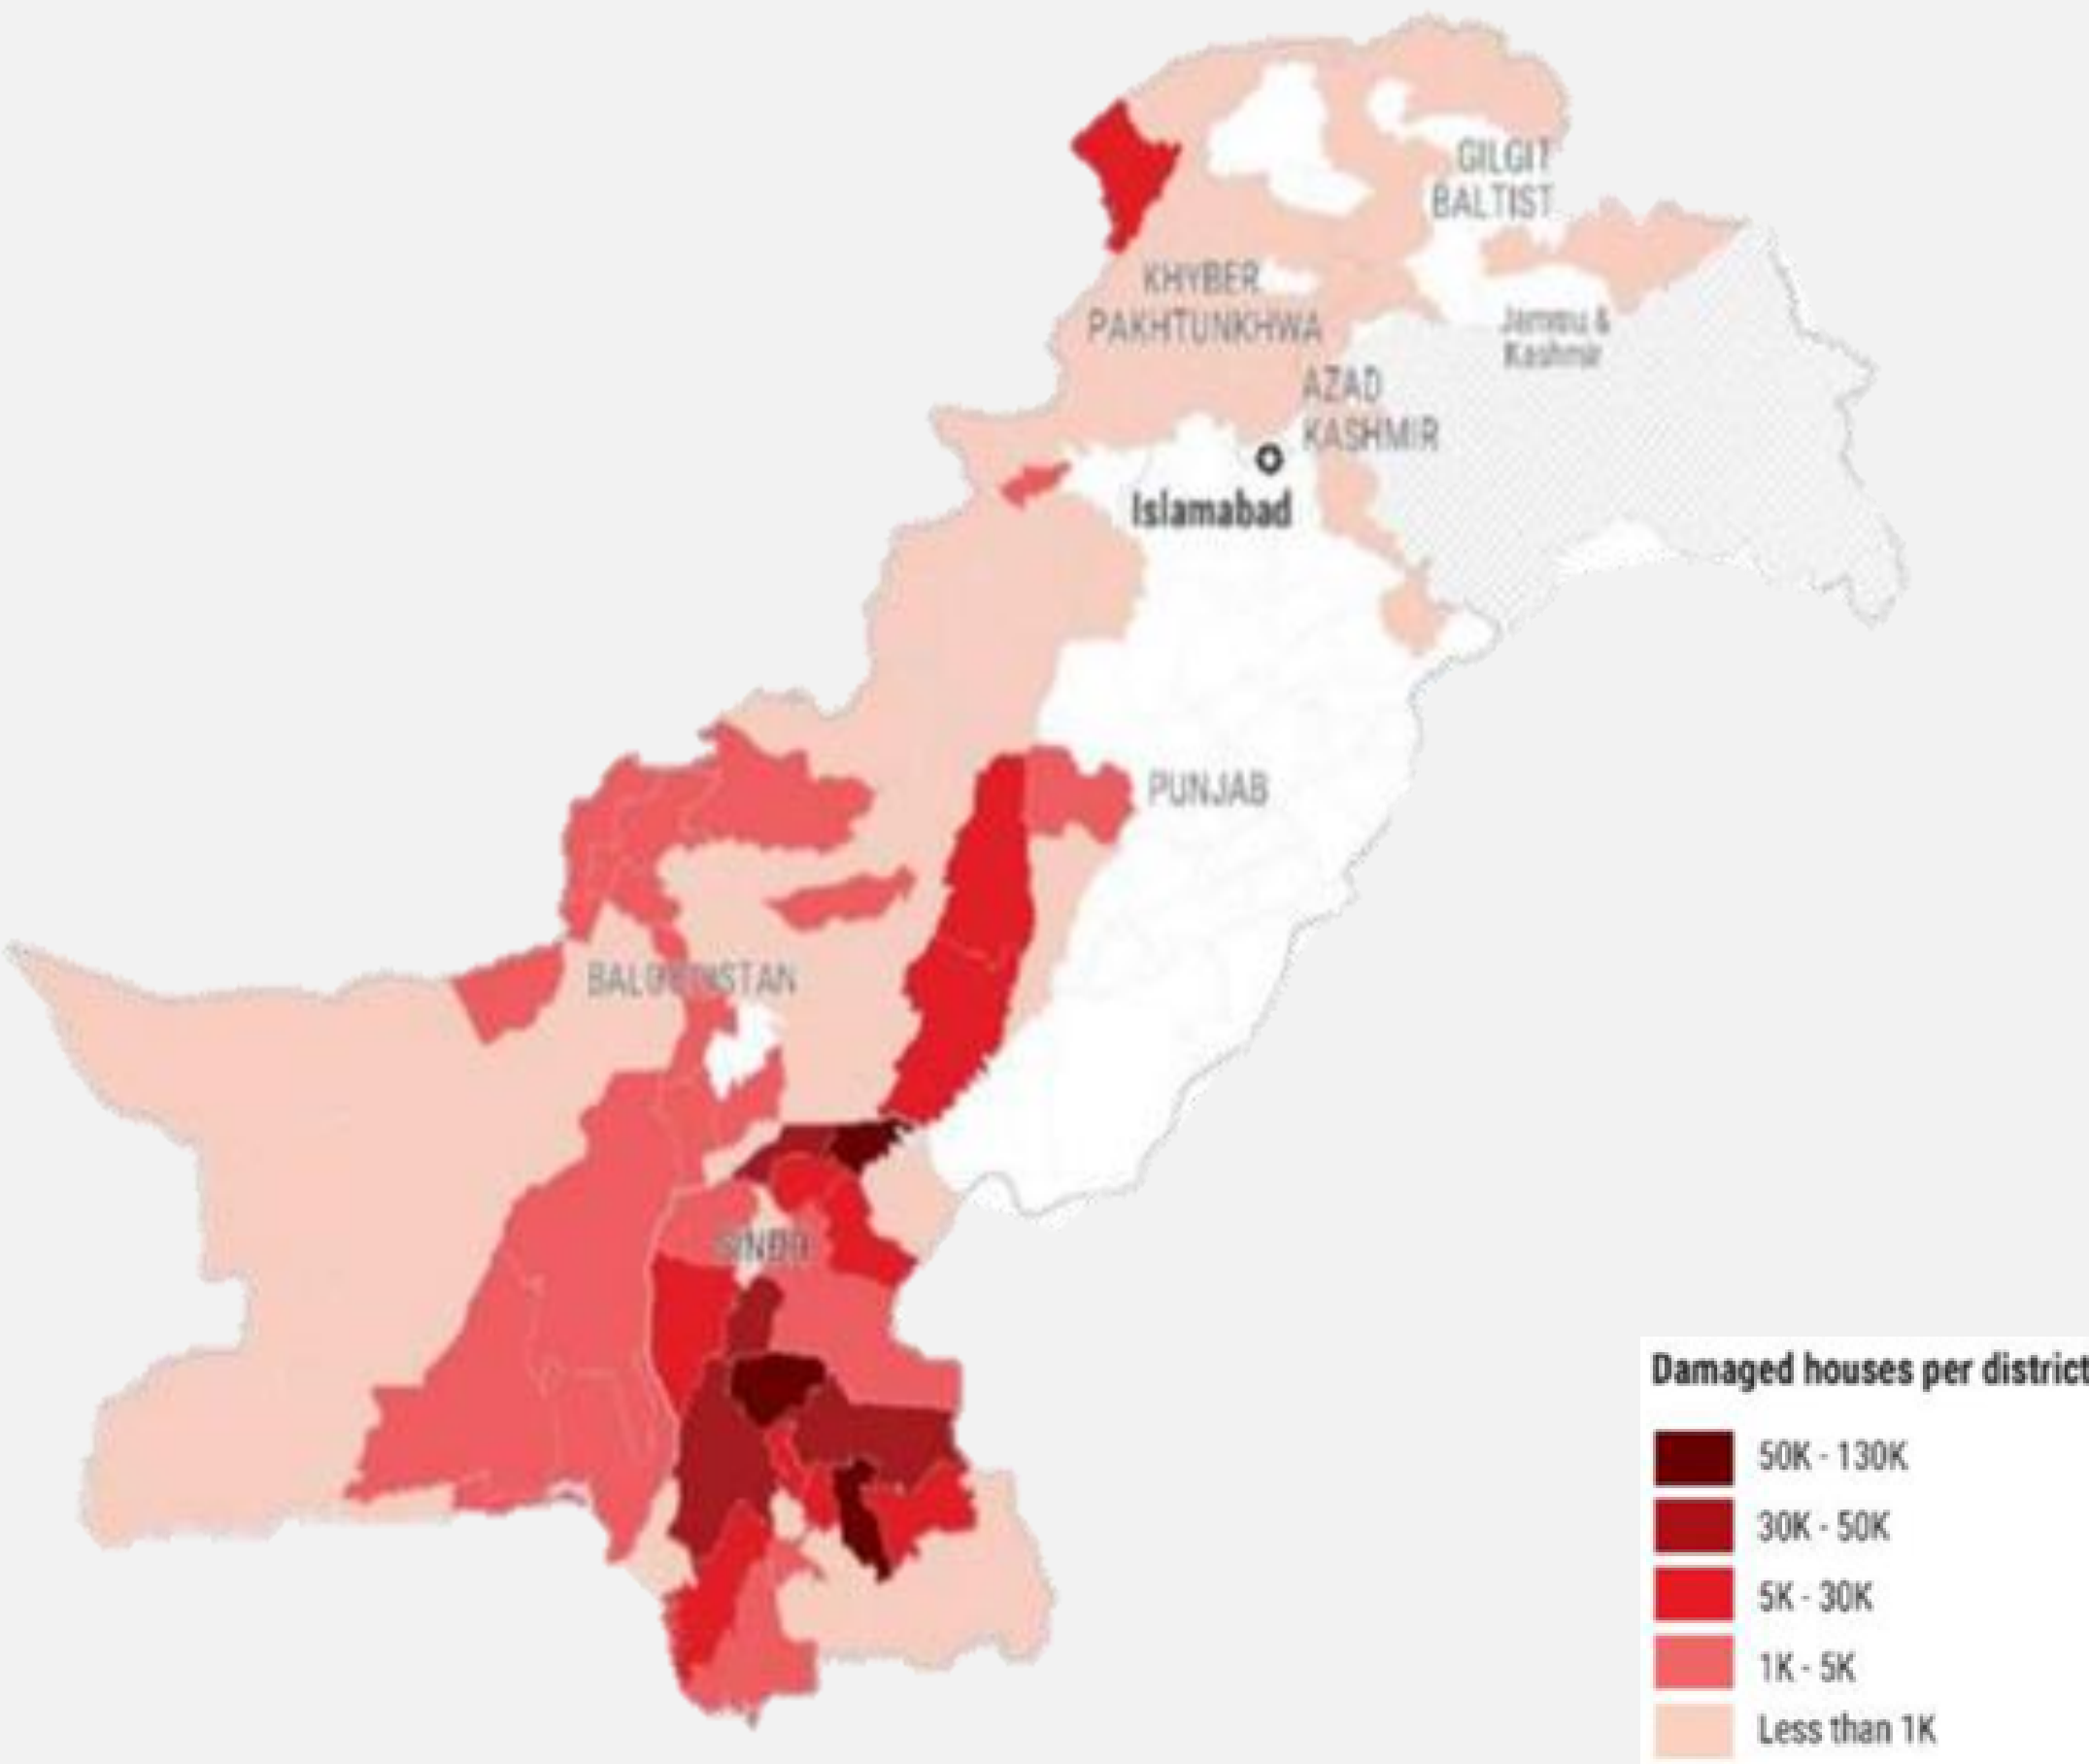 GILGIT
BALTIST
KHYBER
PAKHTUNKHWA
Jammu &
Kashmir
AZAD
KASHMIR
Islamabad
PUNJAB
Damaged houses per district
50K - 130K
30K - 50K
5K - 30K
1K - 5K
Less than 1K